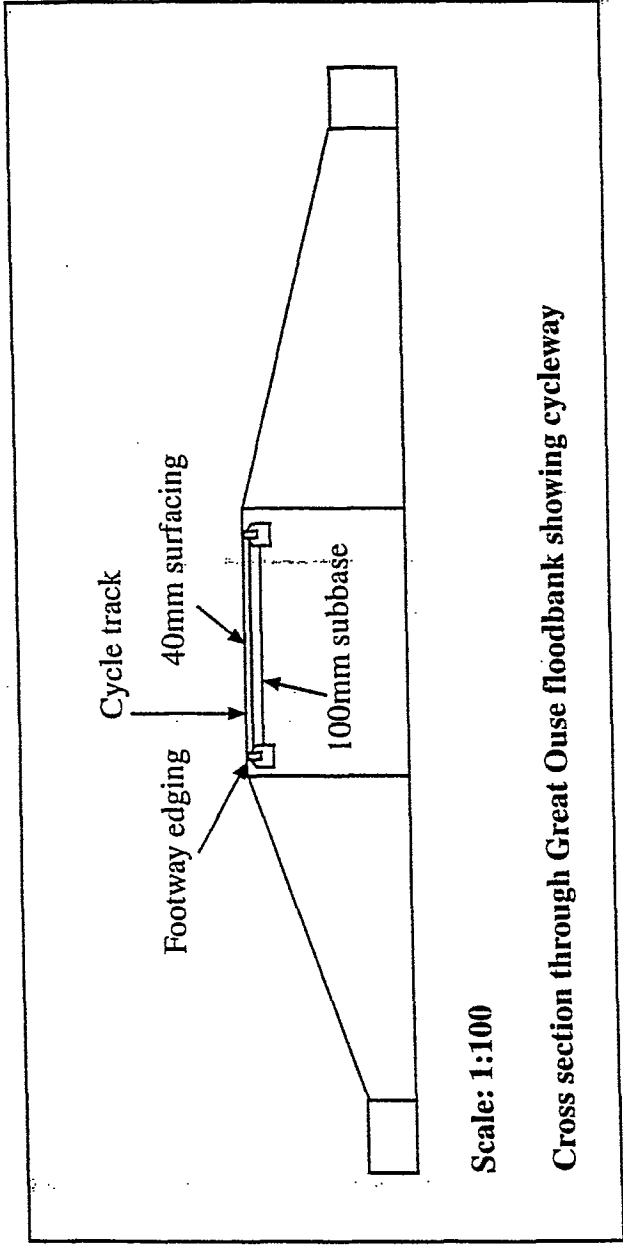 Cycle track
Footway edging
40mm surfacing
100mm subbase
Scale: 1:100
Cross section through Great Ouse floodbank showing cycleway